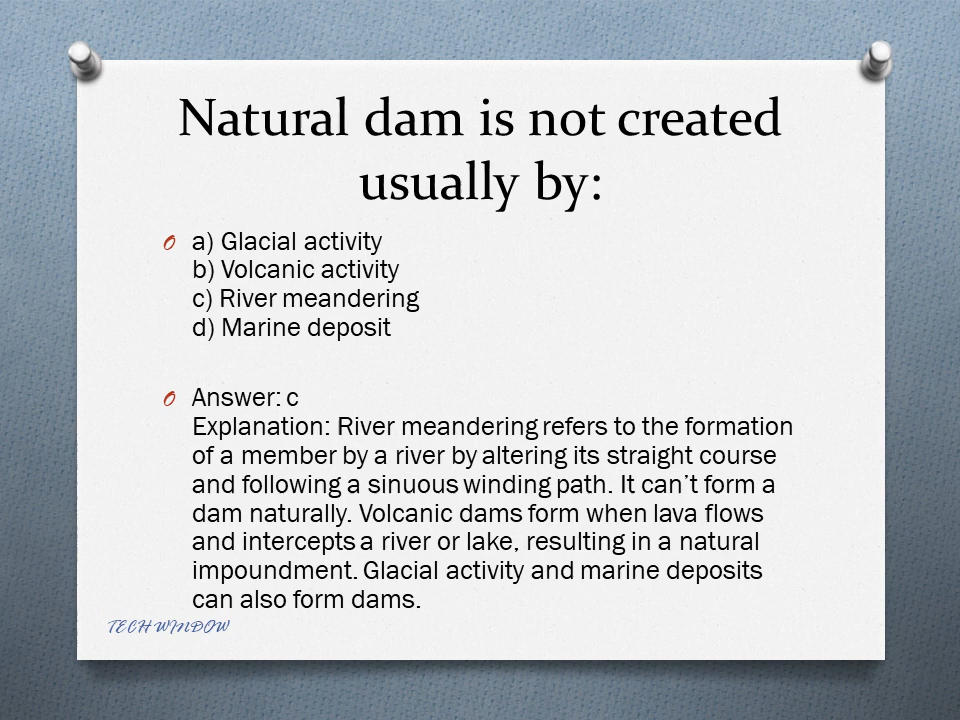 Natural dam is not created
usually by:
a) Glacial activity
b) Volcanic activity
c) River meandering
d) Marine deposit
Answer: c
Explanation: River meandering refers to the formation
of a member by a river by altering its straight course
and following a sinuous winding path. It can’t form a
dam naturally. Volcanic dams form when lava flows
and intercepts a river or lake, resulting in a natural
impoundment. Glacial activity and marine deposits
can also form dams.
TECH WINDOW